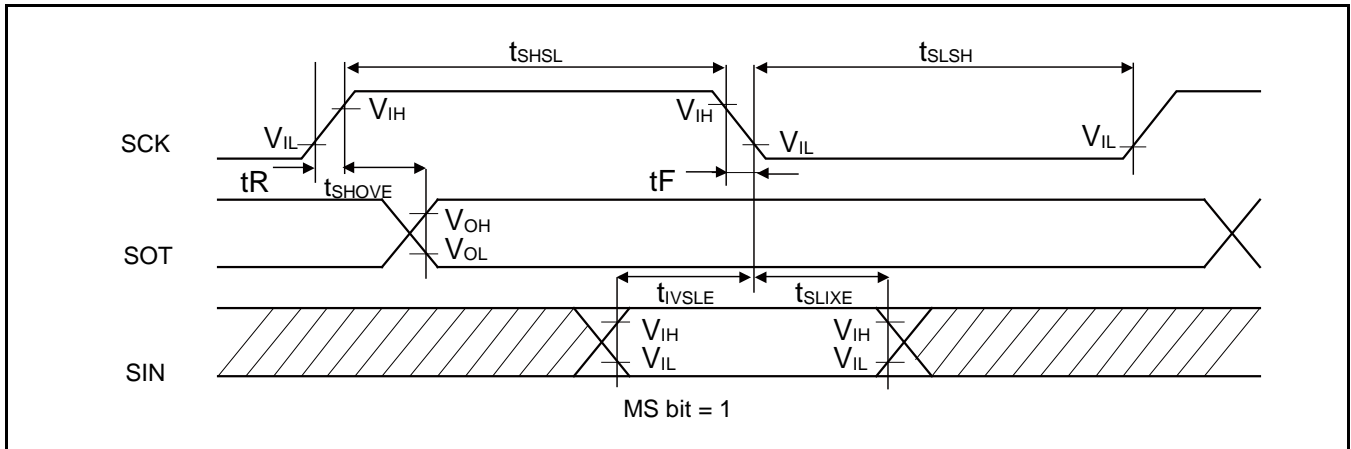 tSHSL
tSLSH
SCK
VIL
VIH
VIH
VIL
VIL
tR
tSHOVE
tF
SOT
VOH
VOL
tIVSLE
tSLIXE
SIN
VIH
VIL
VIH
VIL
MS bit = 1